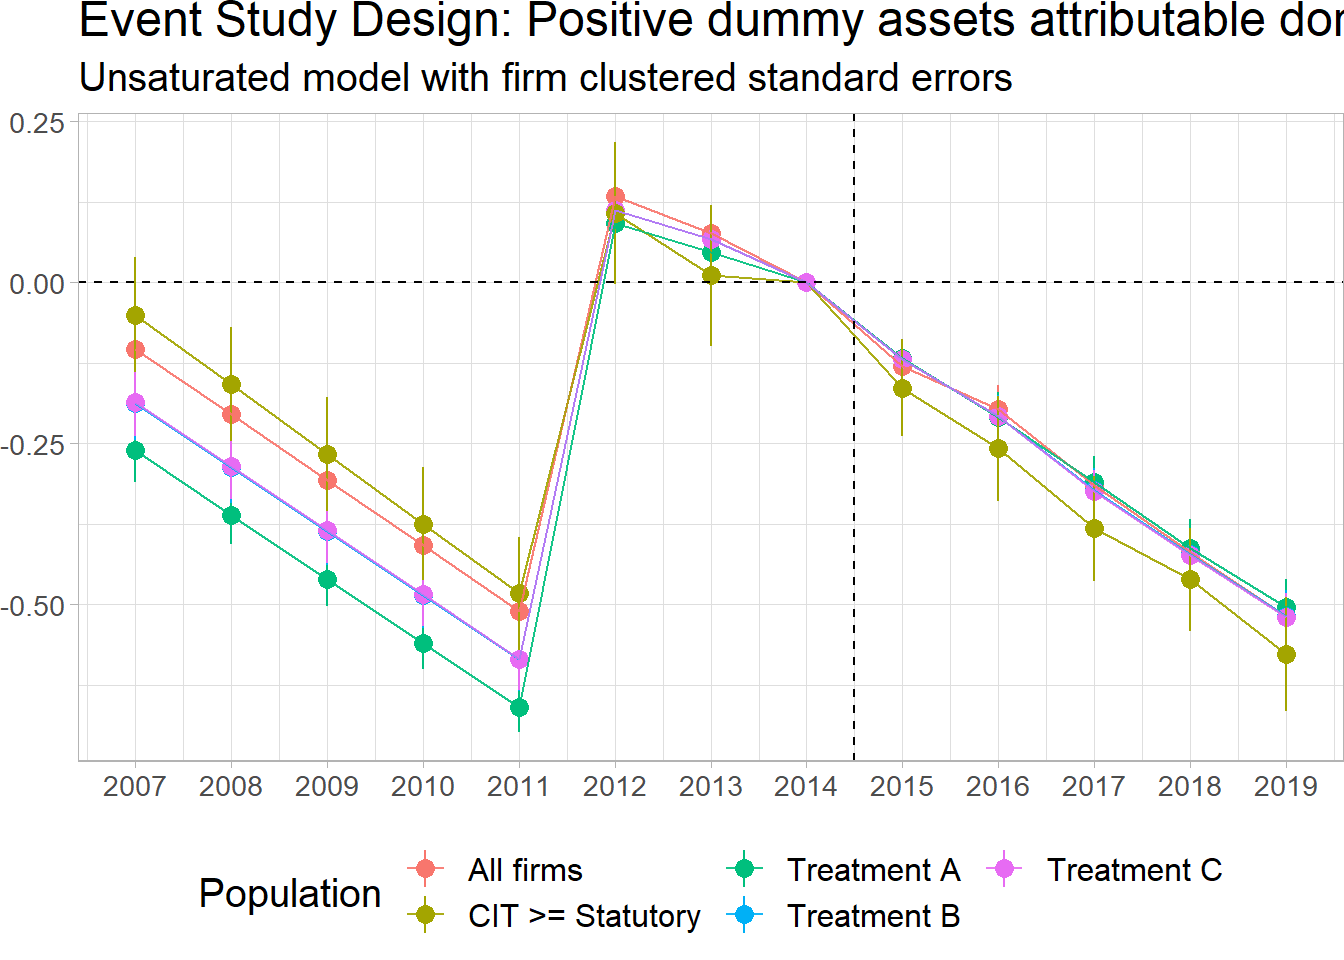 Event Study Design: Positive dummy assets attributable
Unsaturated model with firm clustered standard errors
0.25
0.00
-0.25
-0.50
2007 2008 2009 2010 2011 2012 2013 2014 2015 2016 2017 2018 2019
Population
All firms Treatment A Treatment C
CIT >= Statutory Treatment B